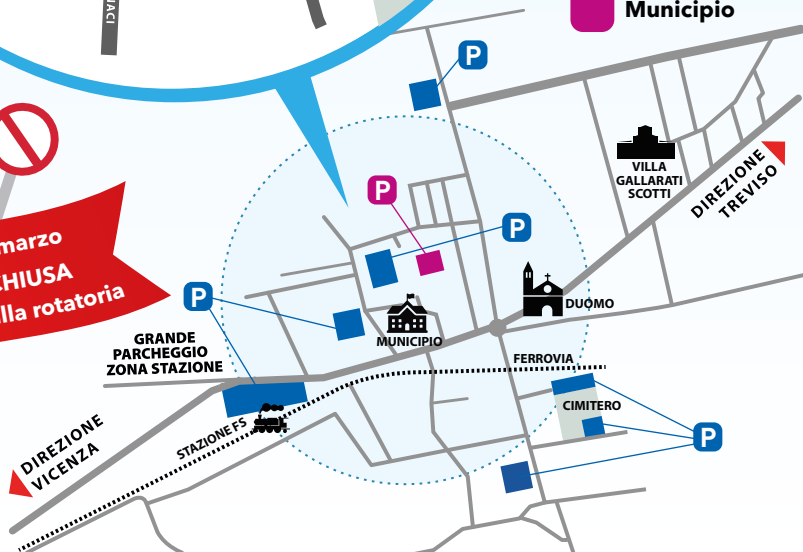 NACI
Municipio
P
VILLA
GALLARATI
SCOTTI
DIREZIONE
TREVISO
P
P
marzo
CHIUSA
lla rotatoria
P
DUOMO
MUNICIPIO
GRANDE
PARCHEGGIO
ZONA STAZIONE
FERROVIA
CIMITERO
STAZIONE FS
P
DIREZIONE
VICENZA